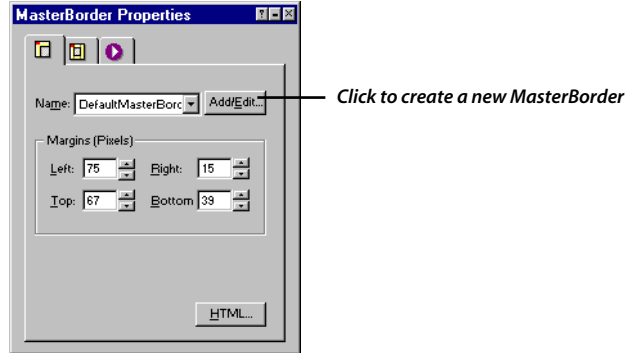 MasterBorder Properties
Name: DefaultMasterBorc Add/Edit... Click to create a new MasterBorder
Margins (Pixels)
Left: 75 Right: 15
Top: 67 Bottom 39
HTML...